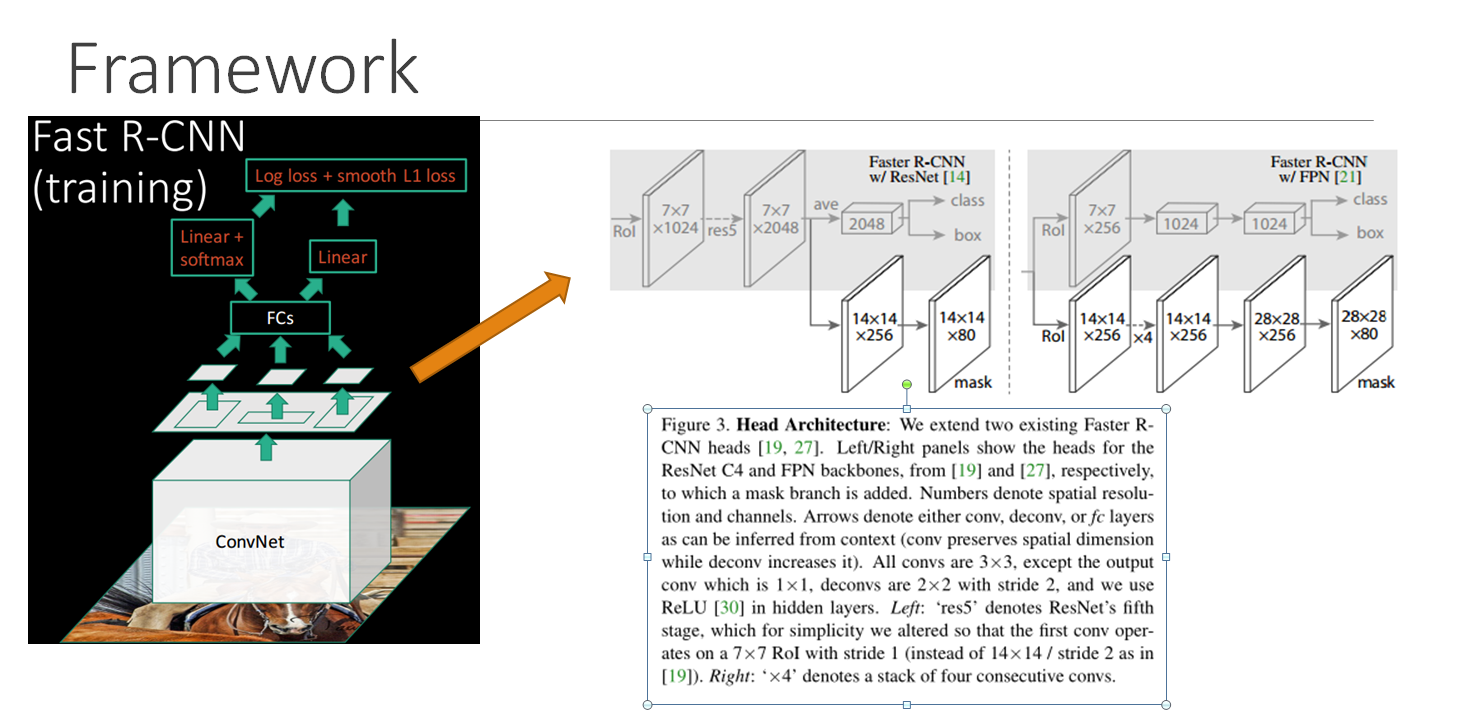 Framework
Fast R-CNN
(training)
Log loss + smooth L1 loss
Linear +
softmax
Linear
FCs
ConvNet
Faster R-CNN
w/ ResNet [14]
RoI
7×7
×1024
res5
7×7
×2048
ave
2048
class
box
14×14
×256
14×14
×80
mask
Faster R-CNN
w/ FPN [21]
RoI
7×7
×256
1024
1024
class
box
RoI
14×14
×256
×4
14×14
×256
28×28
×256
28×28
×80
mask
Figure 3. Head Architecture: We extend two existing Faster R-
CNN heads [19, 27]. Left/Right panels show the heads for the
ResNet C4 and FPN backbones, from [19] and [27], respectively,
to which a mask branch is added. Numbers denote spatial resolu-
tion and channels. Arrows denote either conv, deconv, or fc layers
as can be inferred from context (conv preserves spatial dimension
while deconv increases it). All convs are 3×3, except the output
conv which is 1×1, deconvs are 2×2 with stride 2, and we use
ReLU [30] in hidden layers. Left: ‘res5’ denotes ResNet’s fifth
stage, which for simplicity we altered so that the first conv oper-
ates on a 7×7 RoI with stride 1 (instead of 14×14 / stride 2 as in
[19]). Right: ‘×4’ denotes a stack of four consecutive convs.